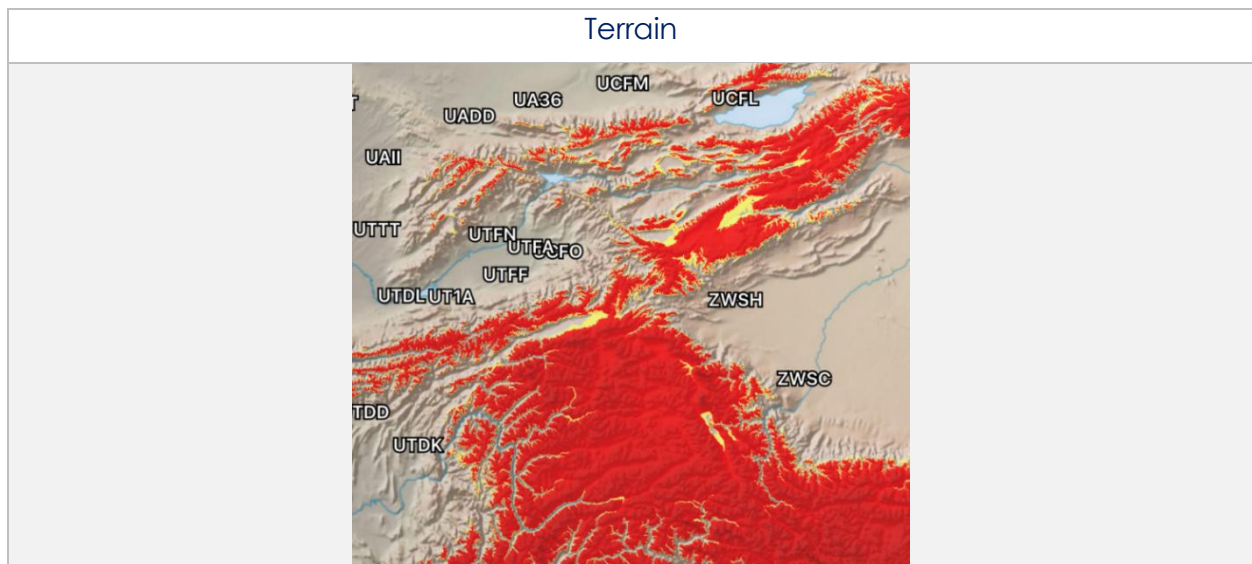 Terrain
UCFM
UA36
UCFL
UADD
UAII
UTTT
UTFN
UTFA
UCFO
UTFF
UTDL
UT1A
ZWSH
ZWSC
TDD
UTDK